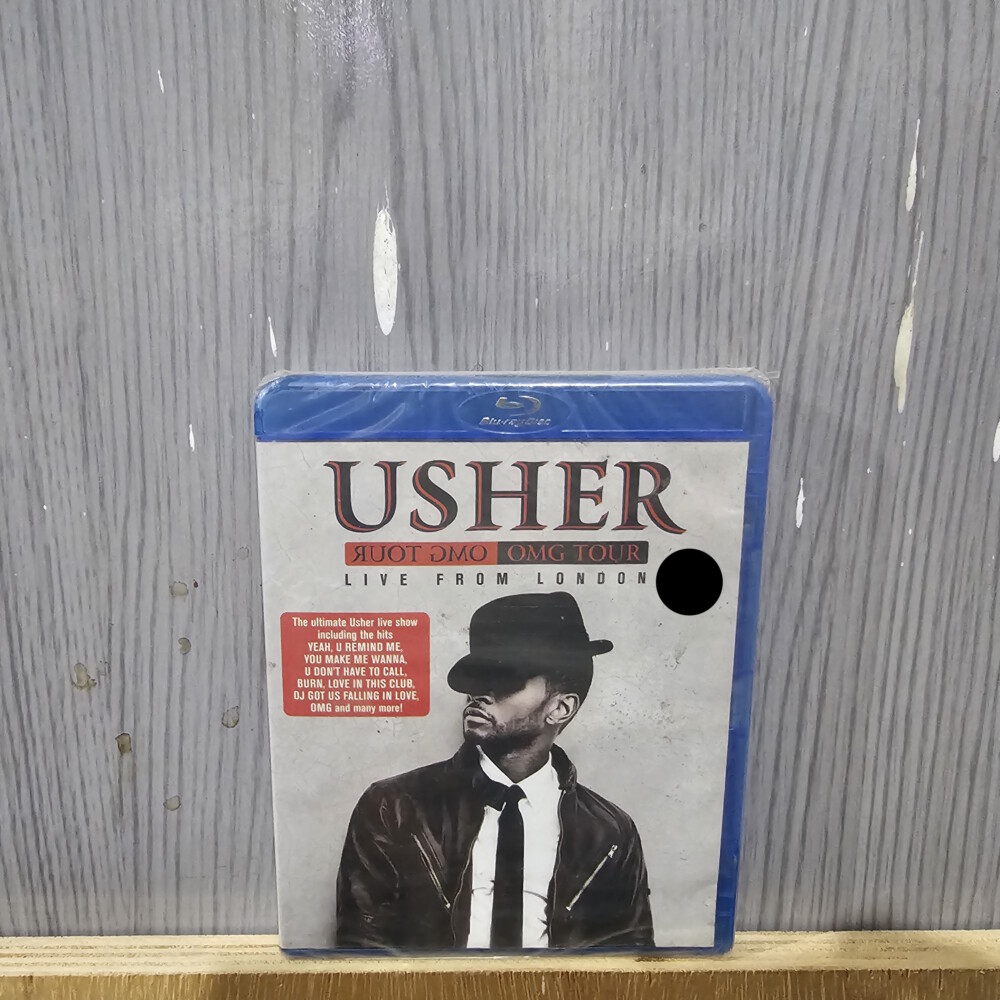 Blu-ray Disc
USHER
ЯUOT ӘMO OMG TOUR
LIVE FROM LONDON
The ultimate Usher live show
including the hits
YEAH, U REMIND ME,
YOU MAKE ME WANNA,
U DON'T HAVE TO CALL,
BURN, LOVE IN THIS CLUB,
DJ GOT US FALLING IN LOVE,
OMG and many more!